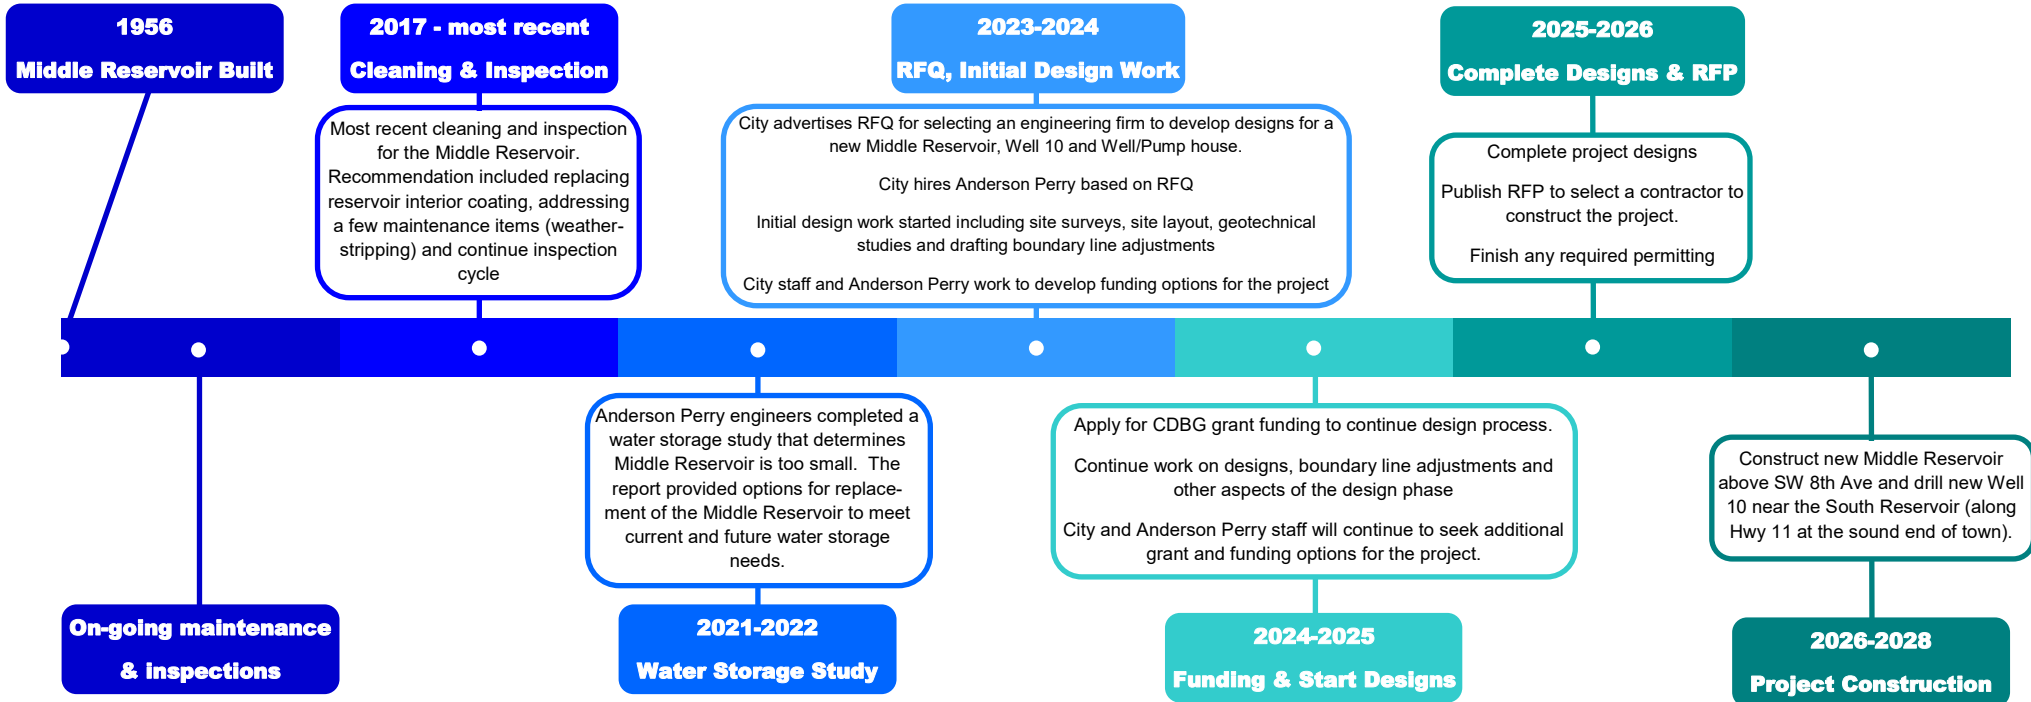 1956
Middle Reservoir Built
2017 - most recent
Cleaning & Inspection
Most recent cleaning and inspection
for the Middle Reservoir.
Recommendation included replacing
reservoir interior coating, addressing
a few maintenance items (weather-
stripping) and continue inspection
cycle
2023-2024
RFQ, Initial Design Work
City advertises RFQ for selecting an engineering firm to develop designs for a
new Middle Reservoir, Well 10 and Well/Pump house.
City hires Anderson Perry based on RFQ
Initial design work started including site surveys, site layout, geotechnical
studies and drafting boundary line adjustments
City staff and Anderson Perry work to develop funding options for the project
2025-2026
Complete Designs & RFP
Complete project designs
Publish RFP to select a contractor to
construct the project.
Finish any required permitting
On-going maintenance
& inspections
Anderson Perry engineers completed a
water storage study that determines
Middle Reservoir is too small.  The
report provided options for replace-
ment of the Middle Reservoir to meet
current and future water storage
needs.
2021-2022
Water Storage Study
Apply for CDBG grant funding to continue design process.
Continue work on designs, boundary line adjustments and
other aspects of the design phase
City and Anderson Perry staff will continue to seek additional
grant and funding options for the project.
2024-2025
Funding & Start Designs
Construct new Middle Reservoir
above SW 8th Ave and drill new Well
10 near the South Reservoir (along
Hwy 11 at the sound end of town).
2026-2028
Project Construction